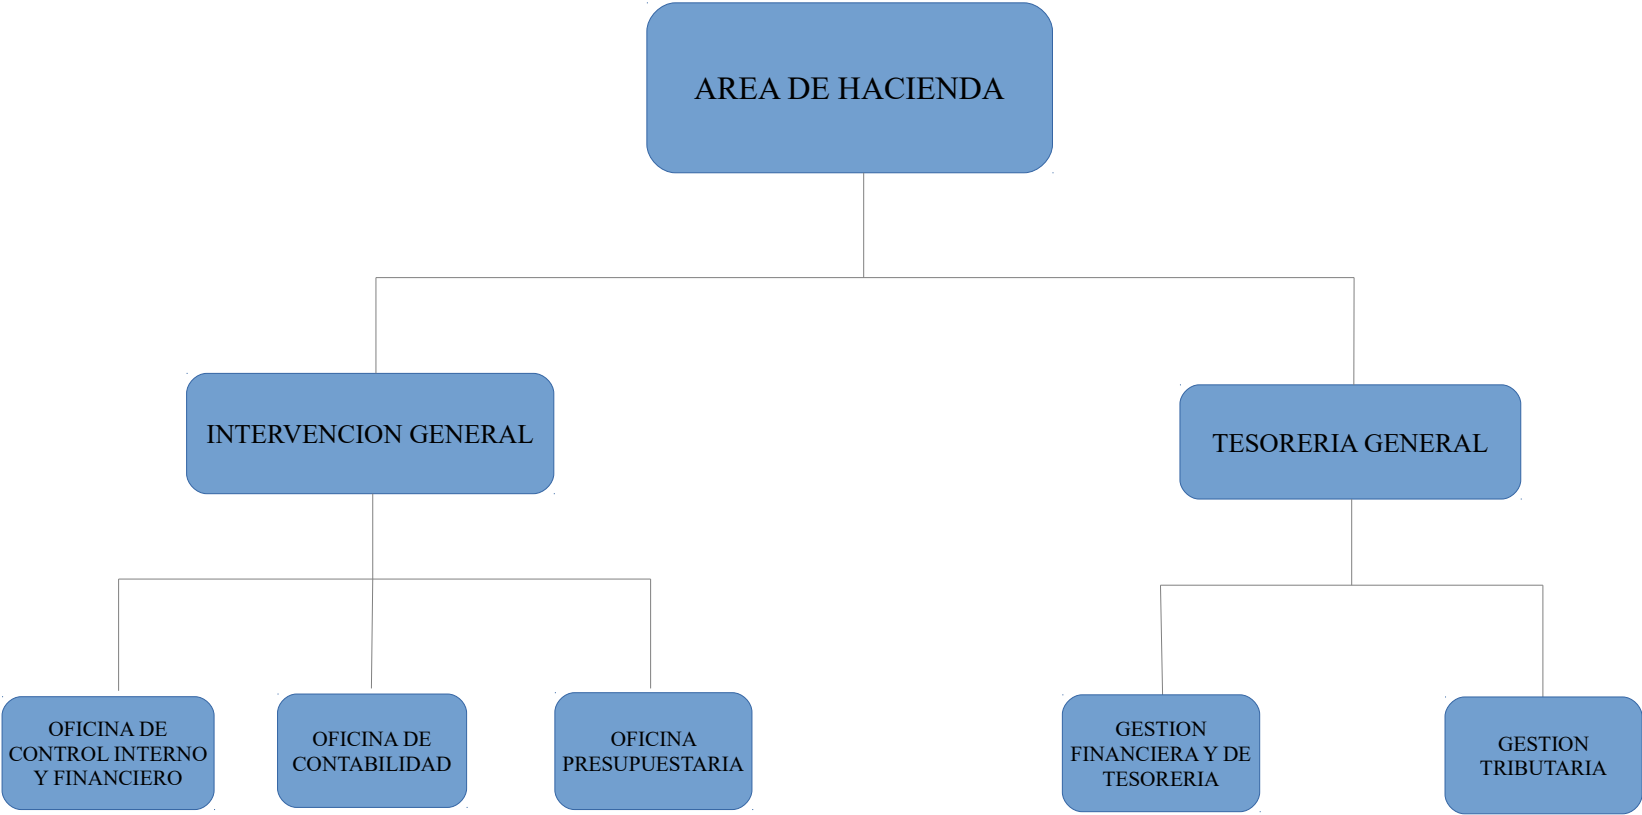 AREA DE HACIENDA
INTERVENCION GENERAL
TESORERIA GENERAL
OFICINA DE
CONTROL INTERNO
Y FINANCIERO
OFICINA DE
CONTABILIDAD
OFICINA
PRESUPUESTARIA
GESTION
FINANCIERA Y DE
TESORERIA
GESTION
TRIBUTARIA